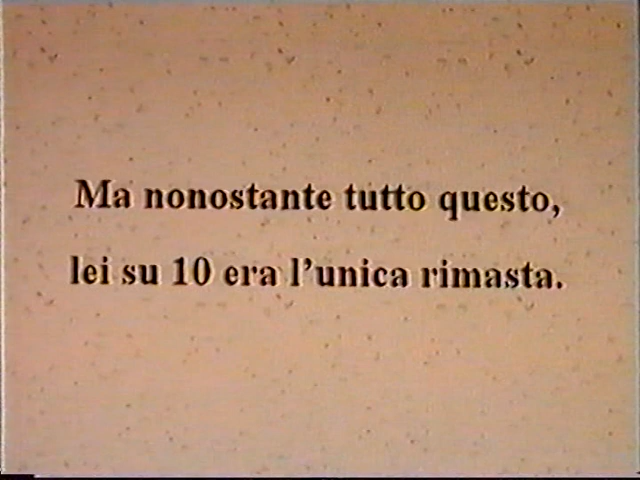 Ma nonostante tutto questo,
lei su 10 era l’unica rimasta.